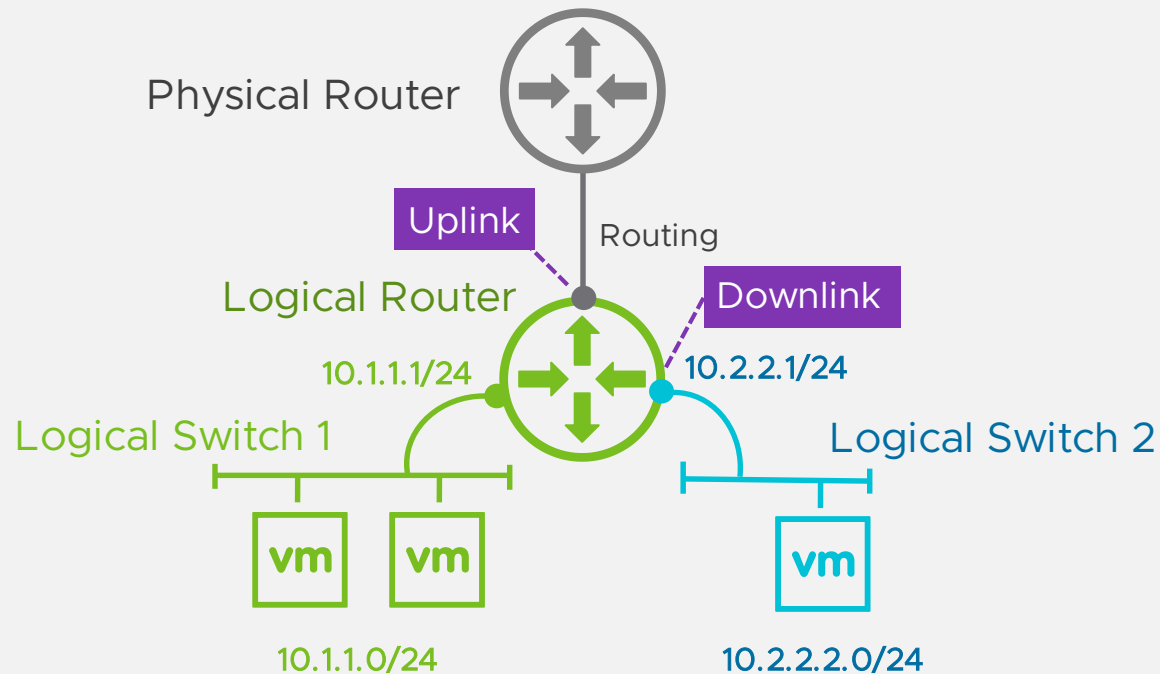 Physical Router
Uplink
Routing
Downlink
Logical Router
10.1.1.1/24
10.2.2.1/24
Logical Switch 1
Logical Switch 2
vm
vm
vm
10.1.1.0/24
10.2.2.2.0/24